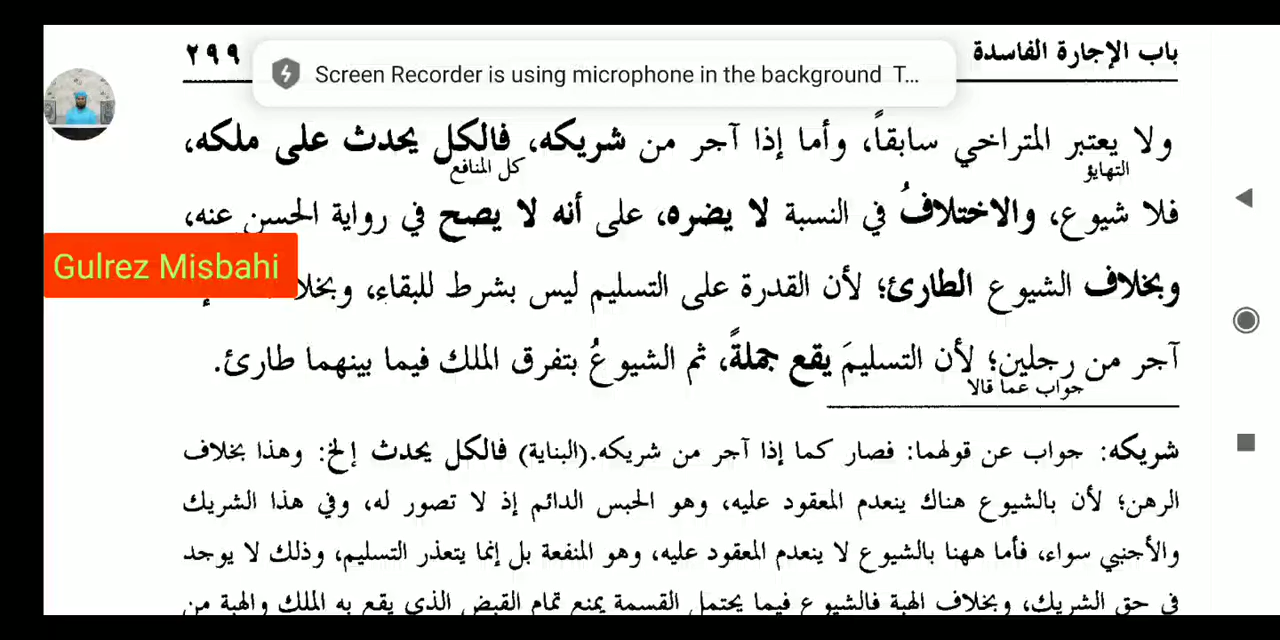 باب الإجارة الفاسدة
٢٩٩
Screen Recorder is using microphone in the background T...
ولا يعتبر المتراخي سابقاً، وأما إذا آجر من شريكه، فالكل يحدث على ملكه،
التهايؤ
كل المنافع
فلا شيوع، والاختلافُ في النسبة لا يضره، على أنه لا يصح في رواية الحسن عنه،
Gulrez Misbahi
وبخلاف الشيوع الطارئ؛ لأن القدرة على التسليم ليس بشرط للبقاء،
آجر من رجلين؛ لأن التسليمَ يقع جملةً، ثم الشيوعُ بتفرق الملك فيما بينهما طارئ.
جواب عما قالا
شريكه: جواب عن قولهما: فصار كما إذا آجر من شريكه.(البناية) فالكل يحدث إلخ: وهذا بخلاف
الرهن؛ لأن بالشيوع هناك ينعدم المعقود عليه، وهو الحبس الدائم إذ لا تصور له، وفي هذا الشريك
والأجنبي سواء، فأما ههنا بالشيوع لا ينعدم المعقود عليه، وهو المنفعة بل إنما يتعذر التسليم، وذلك لا يوجد
في حق الشريك، وبخلاف الهبة فالشيوع فيما يحتمل القسمة يمنع تمام القبض الذي يقع به الملك والهبة من